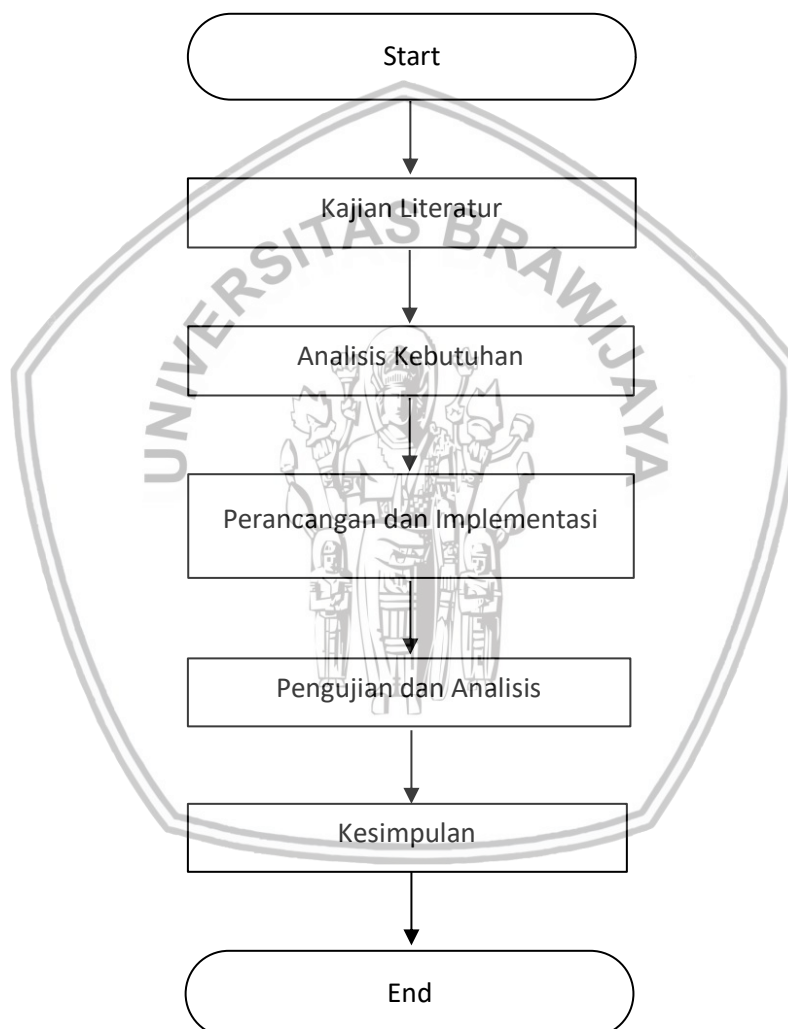 Start
Kajian Literatur
UNIVERSITAS BRAWIJAYA
Analisis Kebutuhan
Perancangan dan Implementasi
Pengujian dan Analisis
Kesimpulan
End